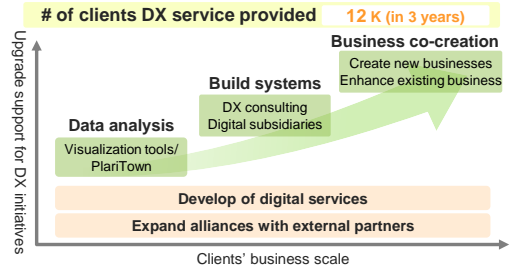 # of clients DX service provided 12 K (in 3 years)
Business co-creation
Create new businesses
Enhance existing business
Build systems
DX consulting
Digital subsidiaries
Data analysis
Visualization tools/
PlariTown
Develop of digital services
Expand alliances with external partners
Upgrade support for DX initiatives
Clients' business scale